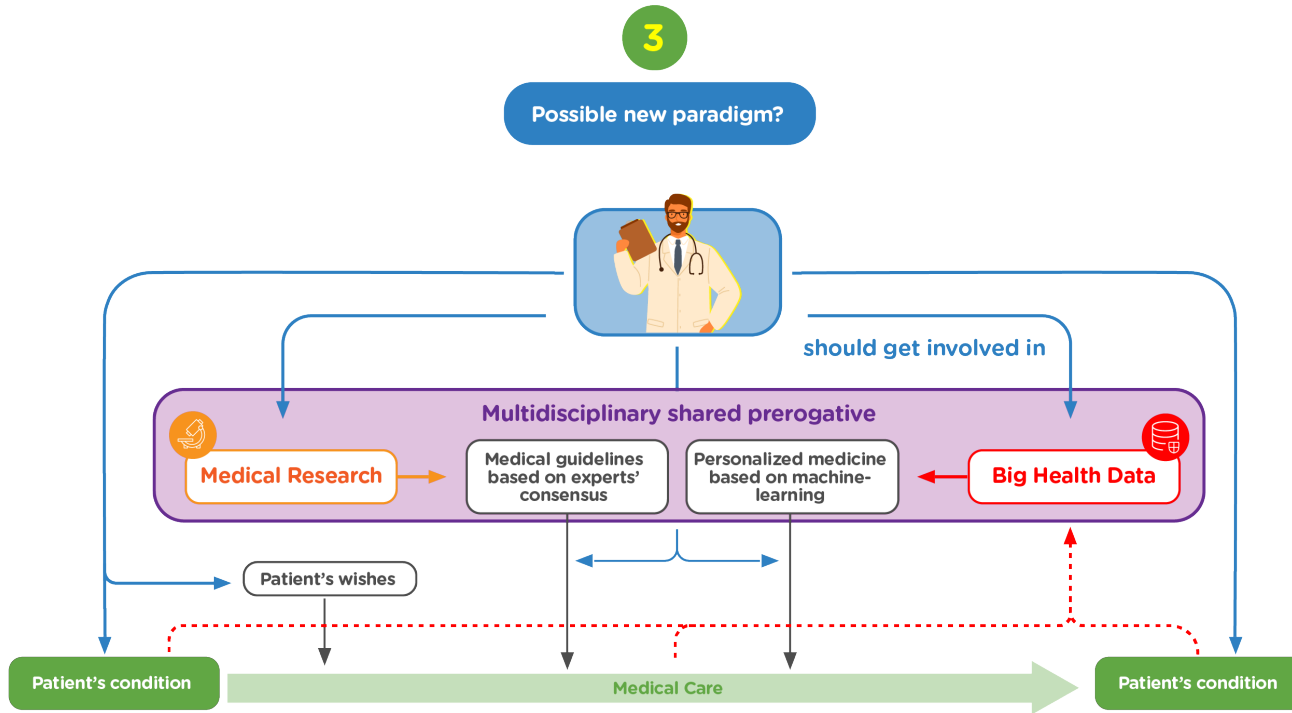 3
Possible new paradigm?
should get involved in
Multidisciplinary shared prerogative
Medical Research
Medical guidelines
based on experts’
consensus
Personalized medicine
based on machine-
learning
Big Health Data
Patient’s wishes
Patient’s condition
Medical Care
Patient’s condition